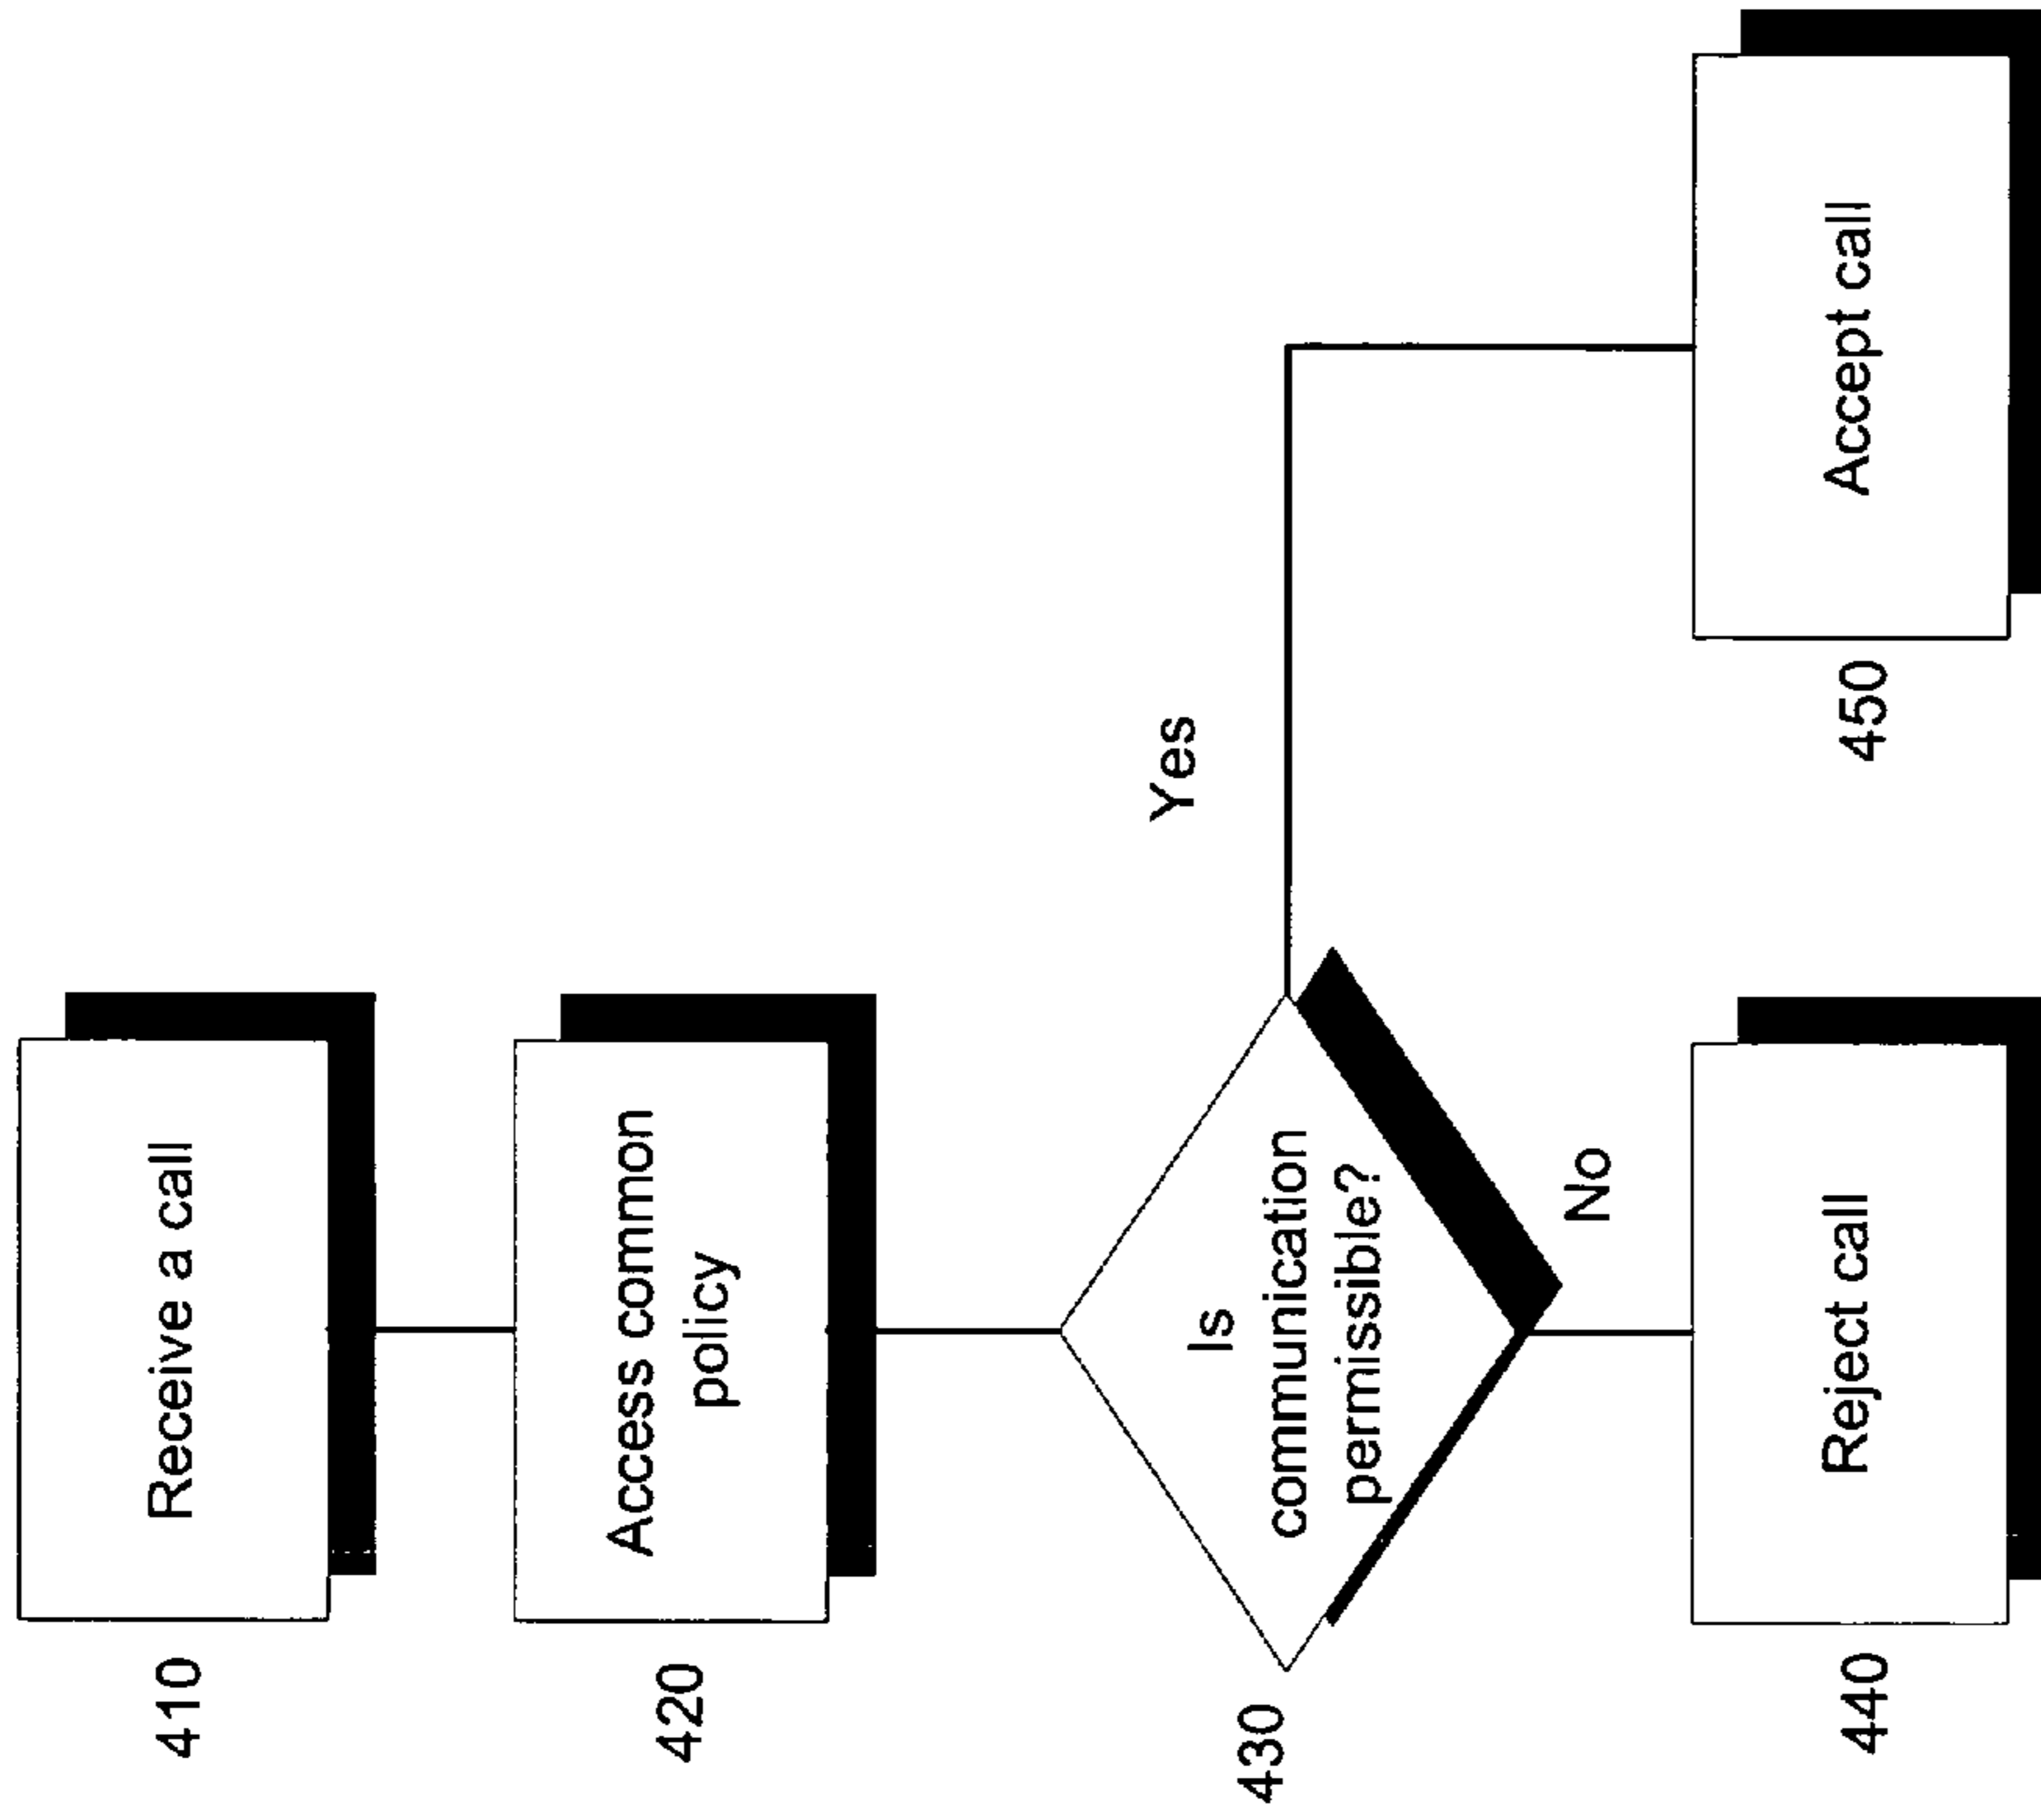 410
Receive a call
420
Access common
policy
430
Is
communication
permissible?
Yes
No
440
Reject call
450
Accept call